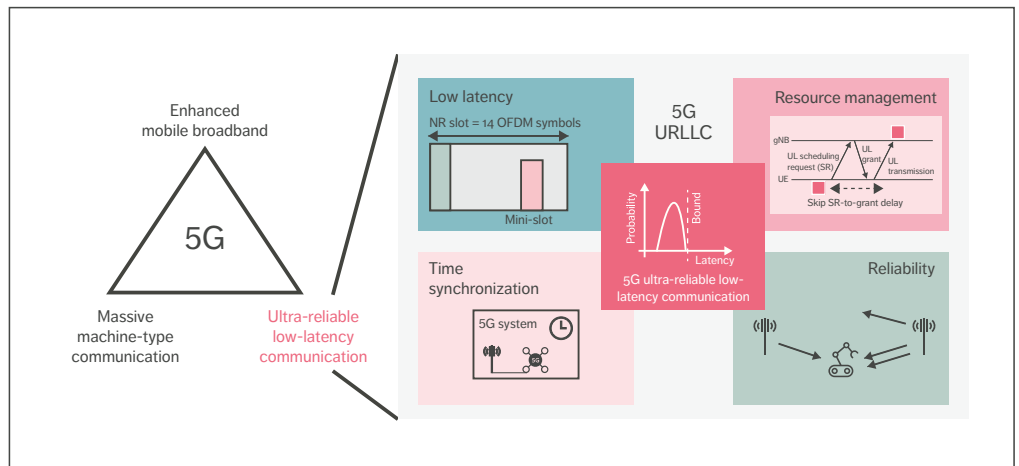 Enhanced
mobile broadband
5G
Massive
machine-type
communication
Ultra-reliable
low-latency
communication
Low latency
NR slot = 14 OFDM symbols
Mini-slot
5G
URLLC
Resource management
gNB
UL scheduling
request (SR)
UL
grant
UL
transmission
UE
Skip SR-to-grant delay
Probability
Bound
Latency
5G ultra-reliable low-
latency communication
Time
synchronization
5G system
5G
Reliability